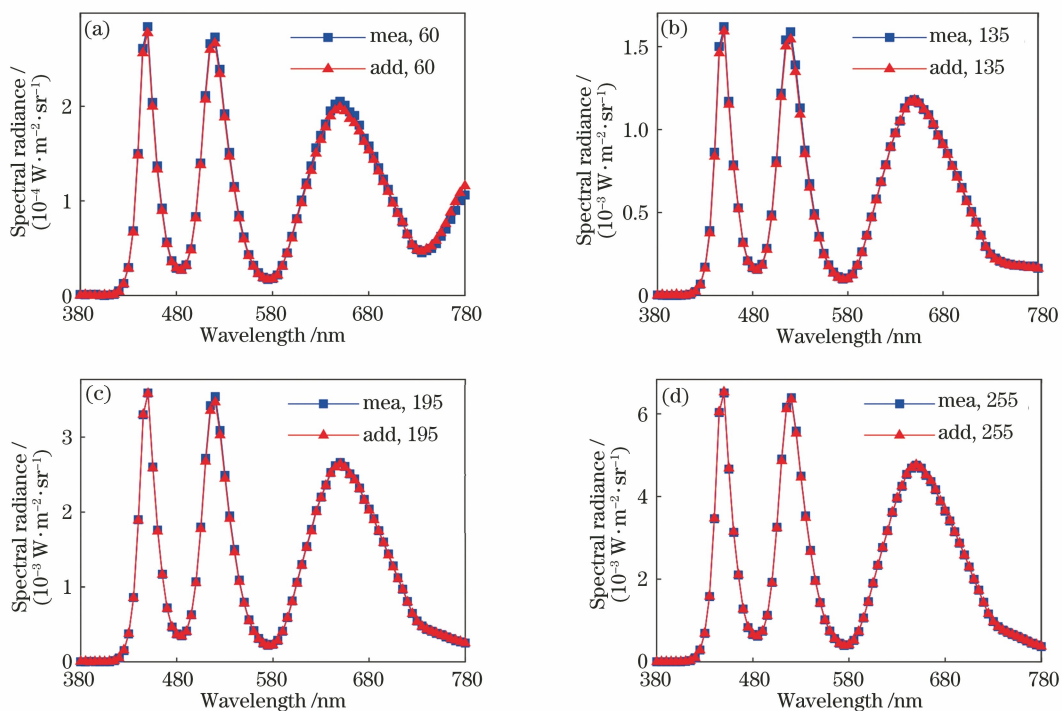 (a)
mea, 60
add, 60
Spectral radiance /
(10⁻⁴ W·m⁻²·sr⁻¹)
2
1
0
380 480 580 680 780
Wavelength /nm
(b)
mea, 135
add, 135
Spectral radiance /
(10⁻³ W·m⁻²·sr⁻¹)
1.5
1.0
0.5
0
380 480 580 680 780
Wavelength /nm
(c)
mea, 195
add, 195
Spectral radiance /
(10⁻³ W·m⁻²·sr⁻¹)
3
2
1
0
380 480 580 680 780
Wavelength /nm
(d)
mea, 255
add, 255
Spectral radiance /
(10⁻³ W·m⁻²·sr⁻¹)
6
4
2
0
380 480 580 680 780
Wavelength /nm